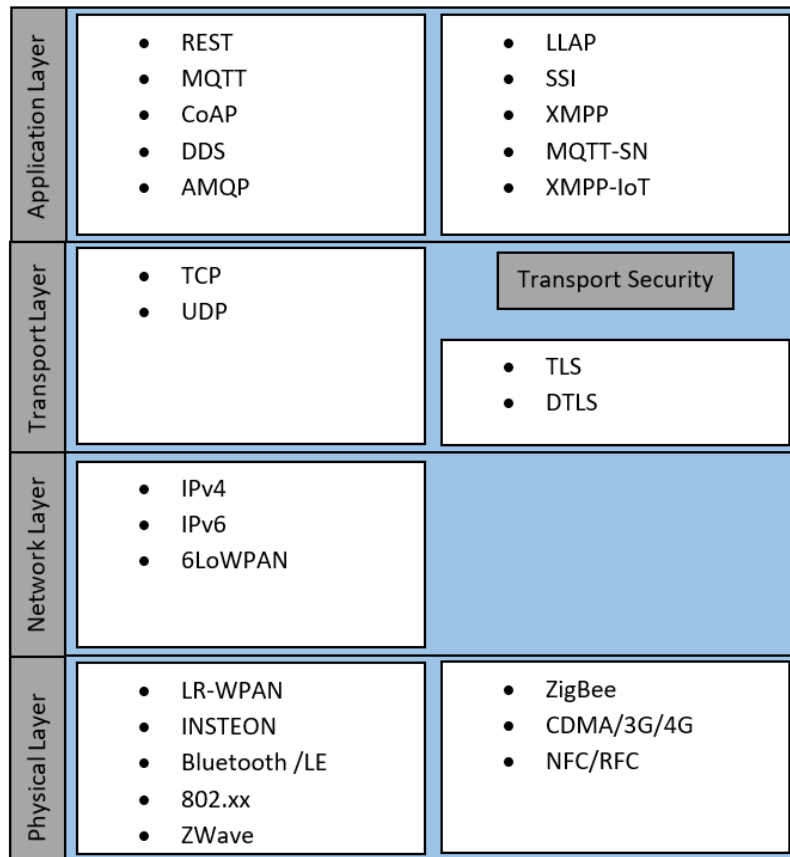 Application Layer
• REST
• MQTT
• CoAP
• DDS
• AMQP
• LLAP
• SSI
• XMPP
• MQTT-SN
• XMPP-IoT
Transport Layer
• TCP
• UDP
Transport Security
• TLS
• DTLS
Network Layer
• IPv4
• IPv6
• 6LoWPAN
Physical Layer
• LR-WPAN
• INSTEON
• Bluetooth /LE
• 802.xx
• ZWave
• ZigBee
• CDMA/3G/4G
• NFC/RFC